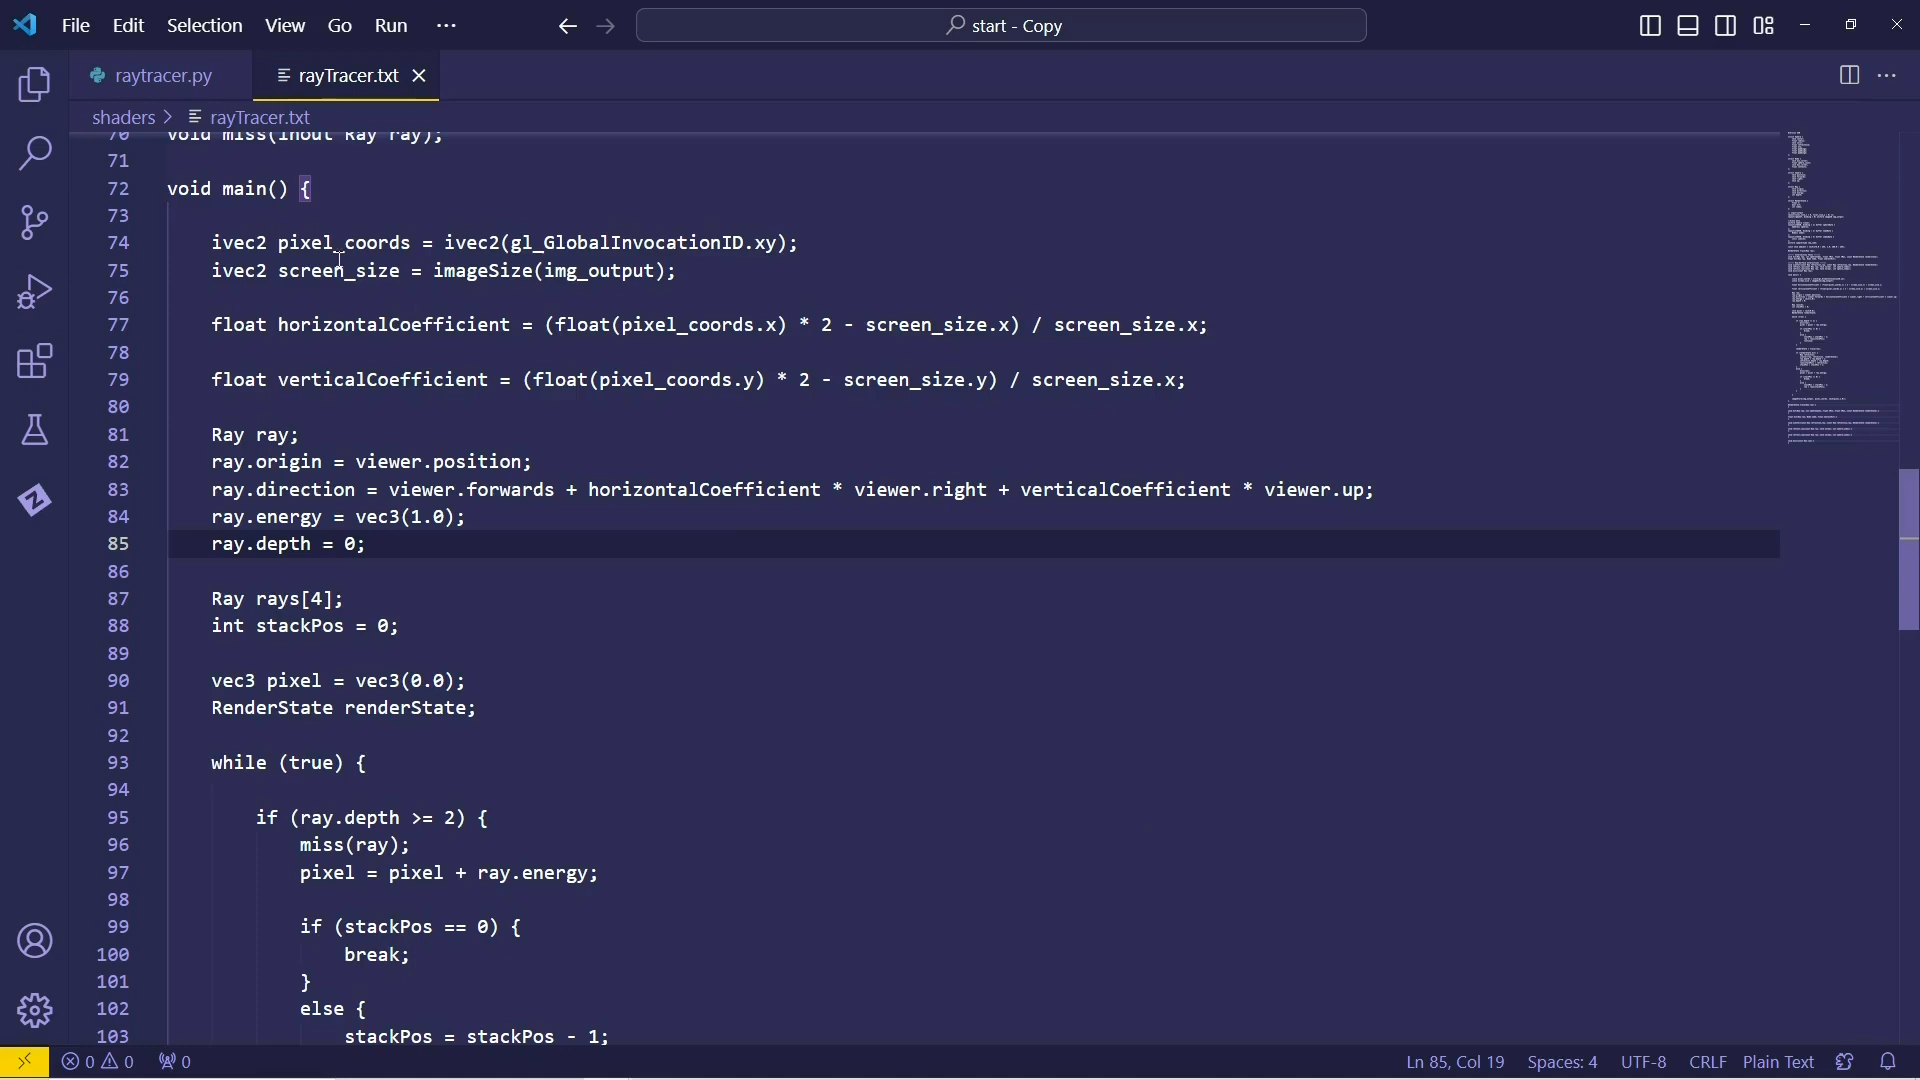 File Edit Selection View Go Run ··· start - Copy
raytracer.py rayTracer.txt
shaders > rayTracer.txt
70 void miss(inout Ray ray);
71
72 void main() {
73
74 ivec2 pixel_coords = ivec2(gl_GlobalInvocationID.xy);
75 ivec2 screen_size = imageSize(img_output);
76
77 float horizontalCoefficient = (float(pixel_coords.x) * 2 - screen_size.x) / screen_size.x;
78
79 float verticalCoefficient = (float(pixel_coords.y) * 2 - screen_size.y) / screen_size.x;
80
81 Ray ray;
82 ray.origin = viewer.position;
83 ray.direction = viewer.forwards + horizontalCoefficient * viewer.right + verticalCoefficient * viewer.up;
84 ray.energy = vec3(1.0);
85 ray.depth = 0;
86
87 Ray rays[4];
88 int stackPos = 0;
89
90 vec3 pixel = vec3(0.0);
91 RenderState renderState;
92
93 while (true) {
94
95 if (ray.depth >= 2) {
96 miss(ray);
97 pixel = pixel + ray.energy;
98
99 if (stackPos == 0) {
100 break;
101 }
102 else {
103 stackPos = stackPos - 1;
0 0 0 Ln 85, Col 19 Spaces: 4 UTF-8 CRLF Plain Text